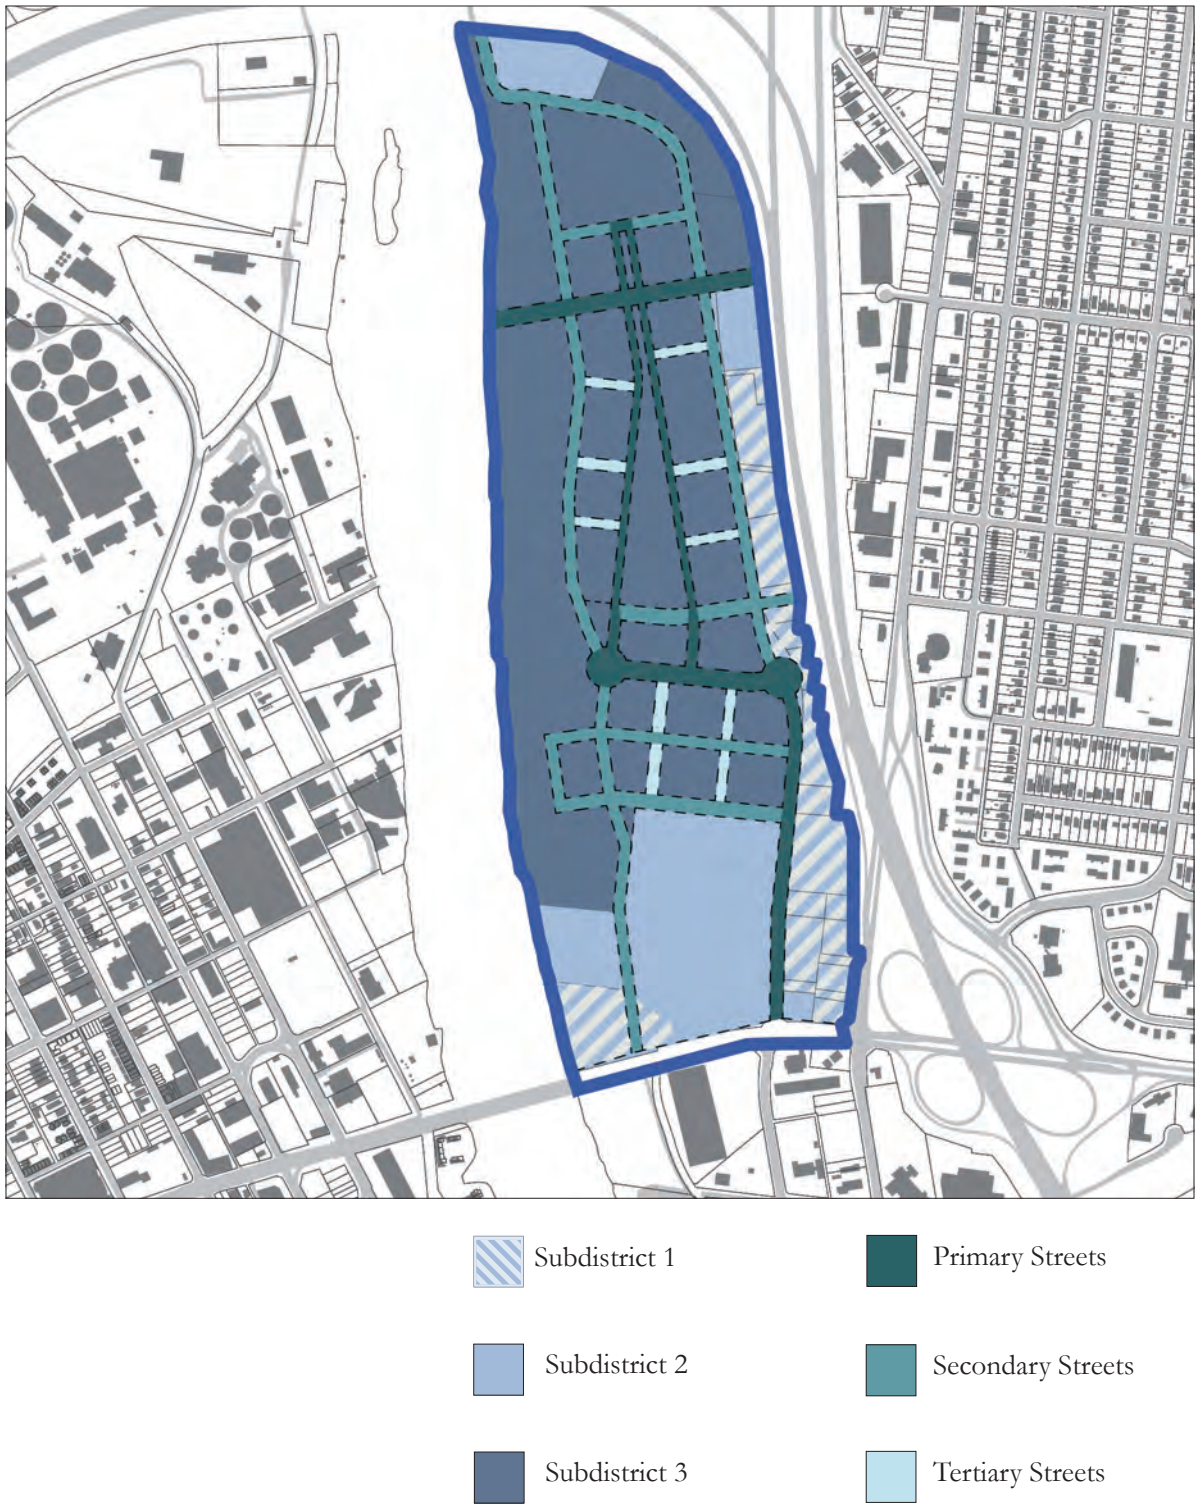 Subdistrict 1
Primary Streets
Subdistrict 2
Secondary Streets
Subdistrict 3
Tertiary Streets